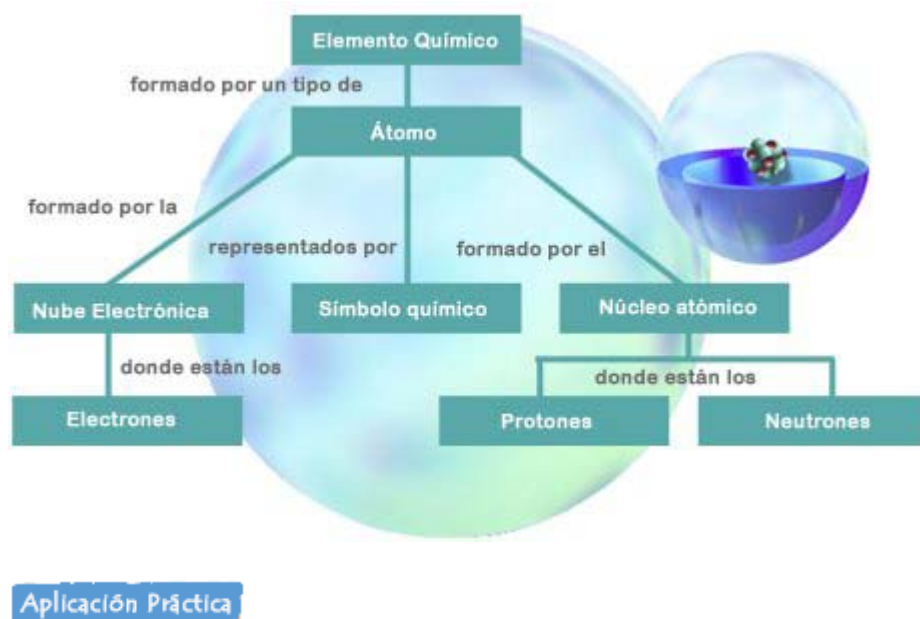 Elemento Químico
formado por un tipo de
Átomo
formado por la
representados por
formado por el
Nube Electrónica
Símbolo químico
Núcleo atómico
donde están los
donde están los
Electrones
Protones
Neutrones
Aplicación Práctica